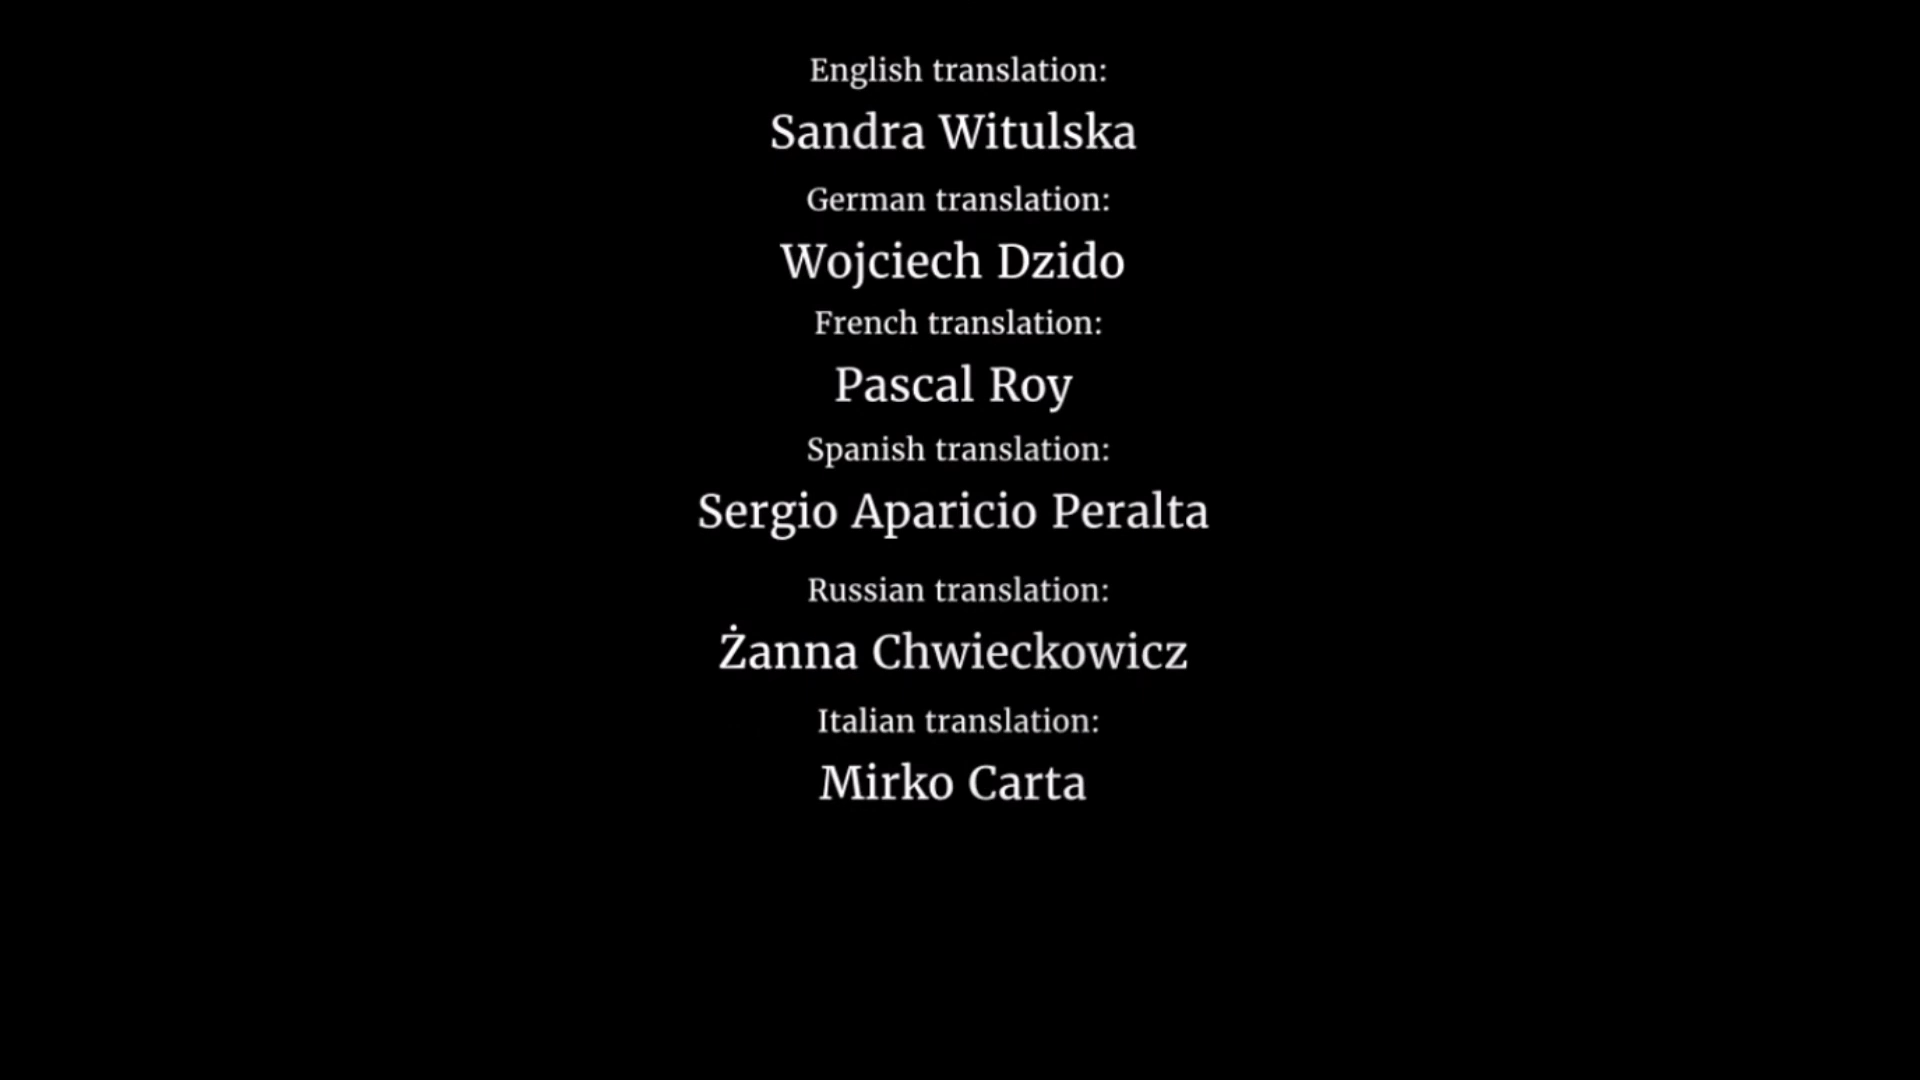 English translation:
Sandra Witulska
German translation:
Wojciech Dzido
French translation:
Pascal Roy
Spanish translation:
Sergio Aparicio Peralta
Russian translation:
Żanna Chwieckowicz
Italian translation:
Mirko Carta